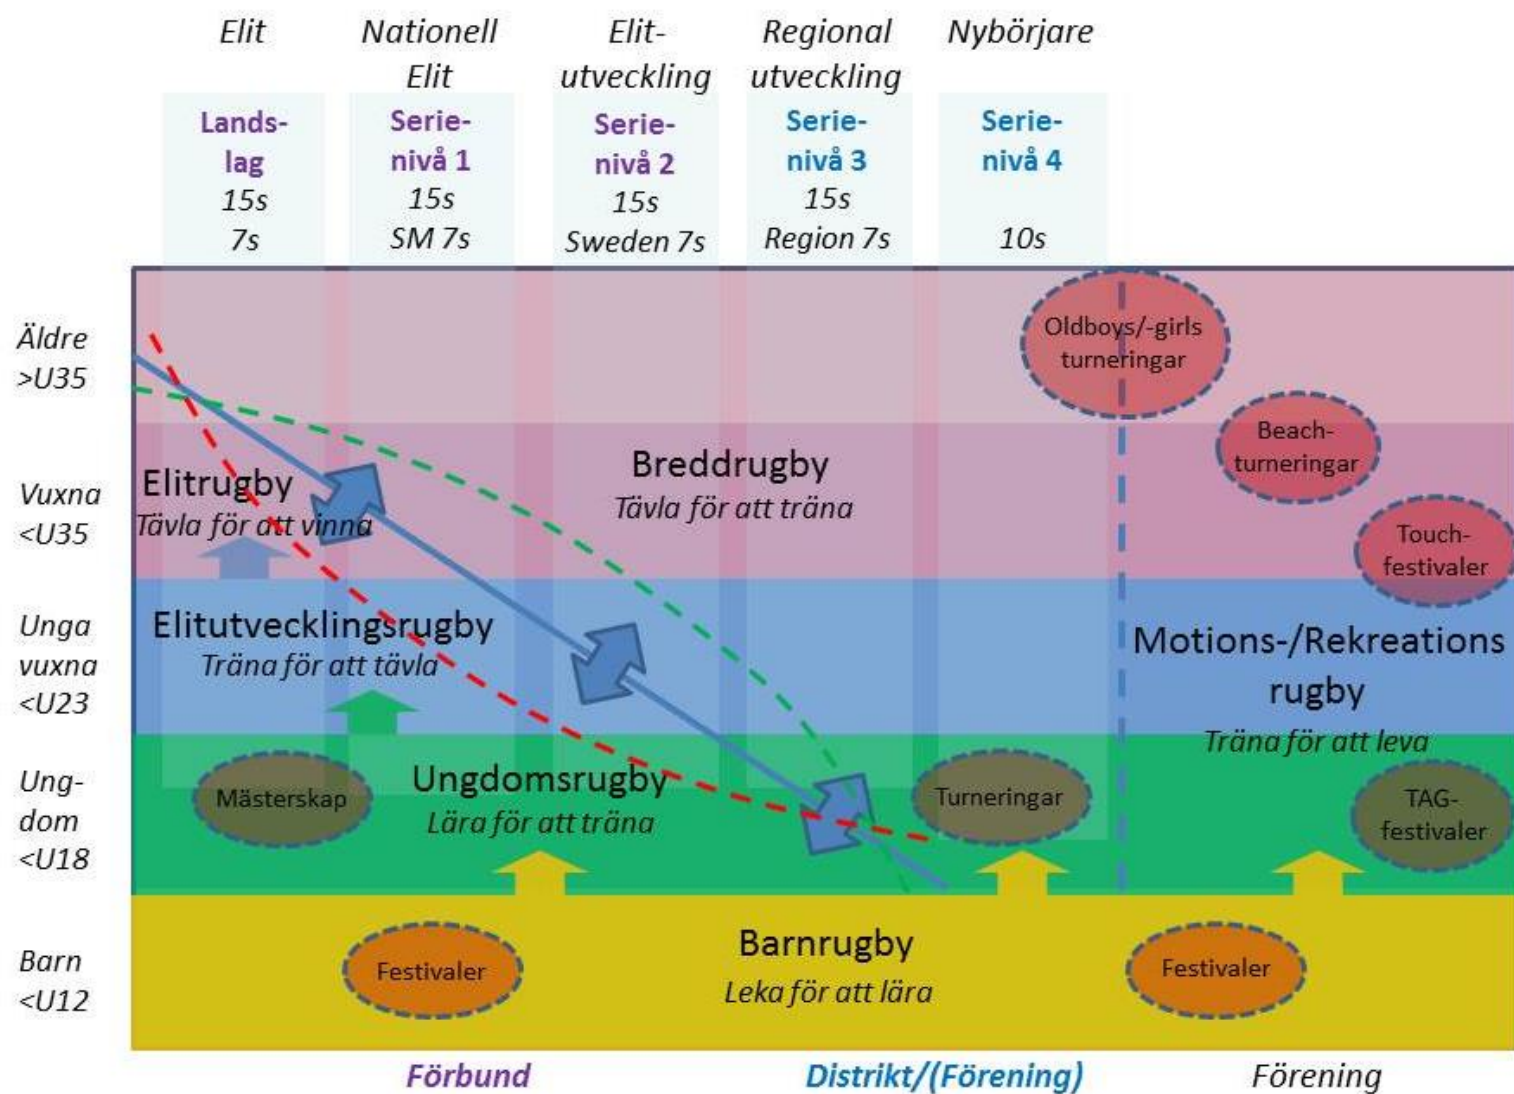 Elit
Nationell
Elit
Elit-
utveckling
Regional
utveckling
Nybörjare
Lands-
lag
15s
7s
Serie-
nivå 1
15s
SM 7s
Serie-
nivå 2
15s
Sweden 7s
Serie-
nivå 3
15s
Region 7s
Serie-
nivå 4
10s
Äldre
>U35
Oldboys/-girls
turneringar
Vuxna
<U35
Elitrugby
Tävla för att vinna
Breddrugby
Tävla för att träna
Beach-
turneringar
Touch-
festivaler
Unga
vuxna
<U23
Elitutvecklingsrugby
Träna för att tävla
Motions-/Rekreations
rugby
Träna för att leva
Ung-
dom
<U18
Mästerskap
Ungdomsrugby
Lära för att träna
Turneringar
TAG-
festivaler
Barn
<U12
Festivaler
Barnrugby
Leka för att lära
Festivaler
Förbund
Distrikt/(Förening)
Förening